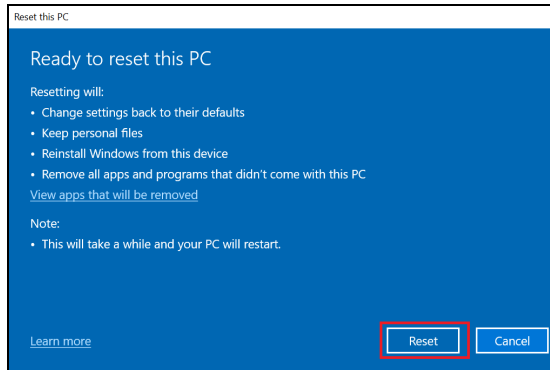 Reset this PC
Ready to reset this PC
Resetting will:
• Change settings back to their defaults
• Keep personal files
• Reinstall Windows from this device
• Remove all apps and programs that didn't come with this PC
View apps that will be removed
Note:
• This will take a while and your PC will restart.
Learn more
Reset
Cancel